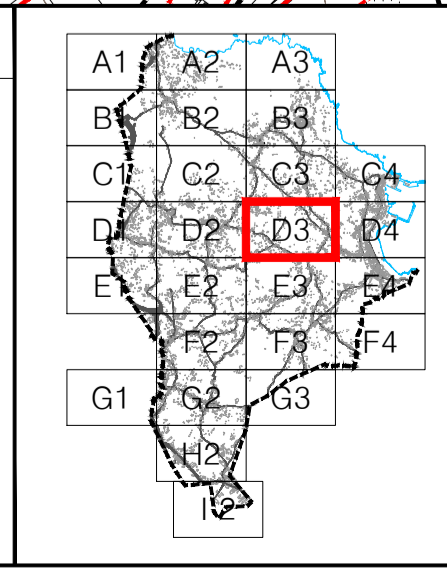 A1 A2 A3
B1 B2 B3
C1 C2 C3 C4
D1 D2 D3 D4
E1 E2 E3 E4
F2 F3 F4
G1 G2 G3
H2
I2